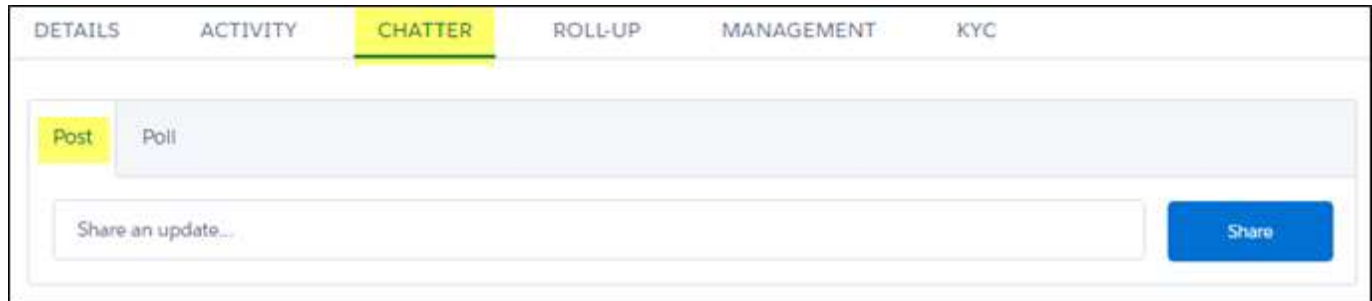 DETAILS ACTIVITY CHATTER ROLL-UP MANAGEMENT KYC
Post Poll
Share an update... Share